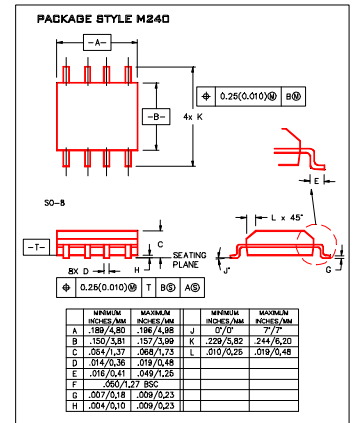 PACKAGE STYLE M240
-A-
⌖ 0.25(0.010)Ⓜ BⓂ
-B-
4x K
E
SO-8
L x 45°
-T-
C
8X D
H
SEATING
PLANE
J°
G
⌖ 0.25(0.010)Ⓜ T BⓈ AⓈ
MINIMUM MAXIMUM MINIMUM MAXIMUM
INCHES/MM INCHES/MM INCHES/MM INCHES/MM
A .189/4,80 .196/4,98 J 0°/0° 7°/7°
B .150/3,81 .157/3,99 K .229/5,82 .244/6,20
C .054/1,37 .068/1,73 L .010/0,25 .019/0,48
D .014/0,36 .019/0,48
E .016/0,41 .049/1,25
F .050/1,27 BSC
G .007/0,18 .009/0,23
H .004/0,10 .009/0,23